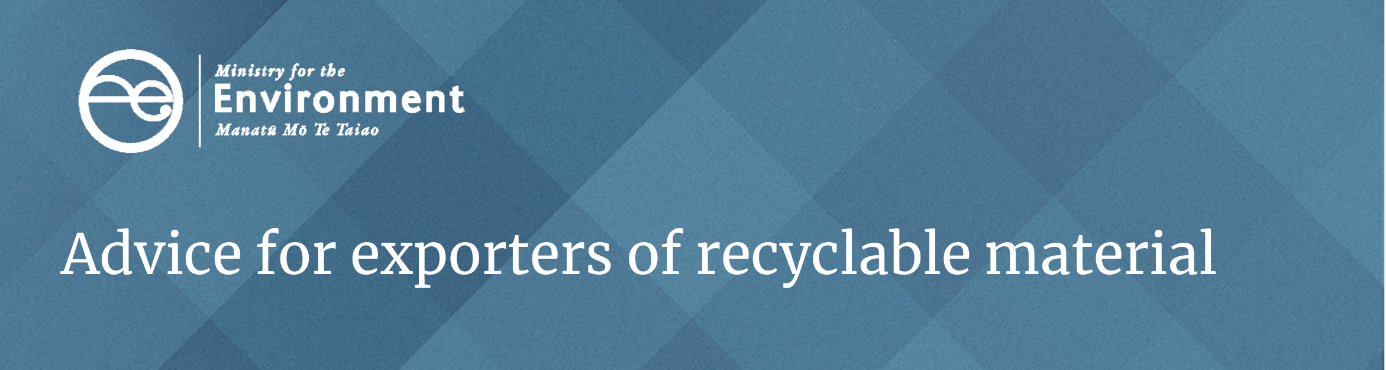 Ministry for the
Environment
Manatū Mō Te Taiao
Advice for exporters of recyclable material